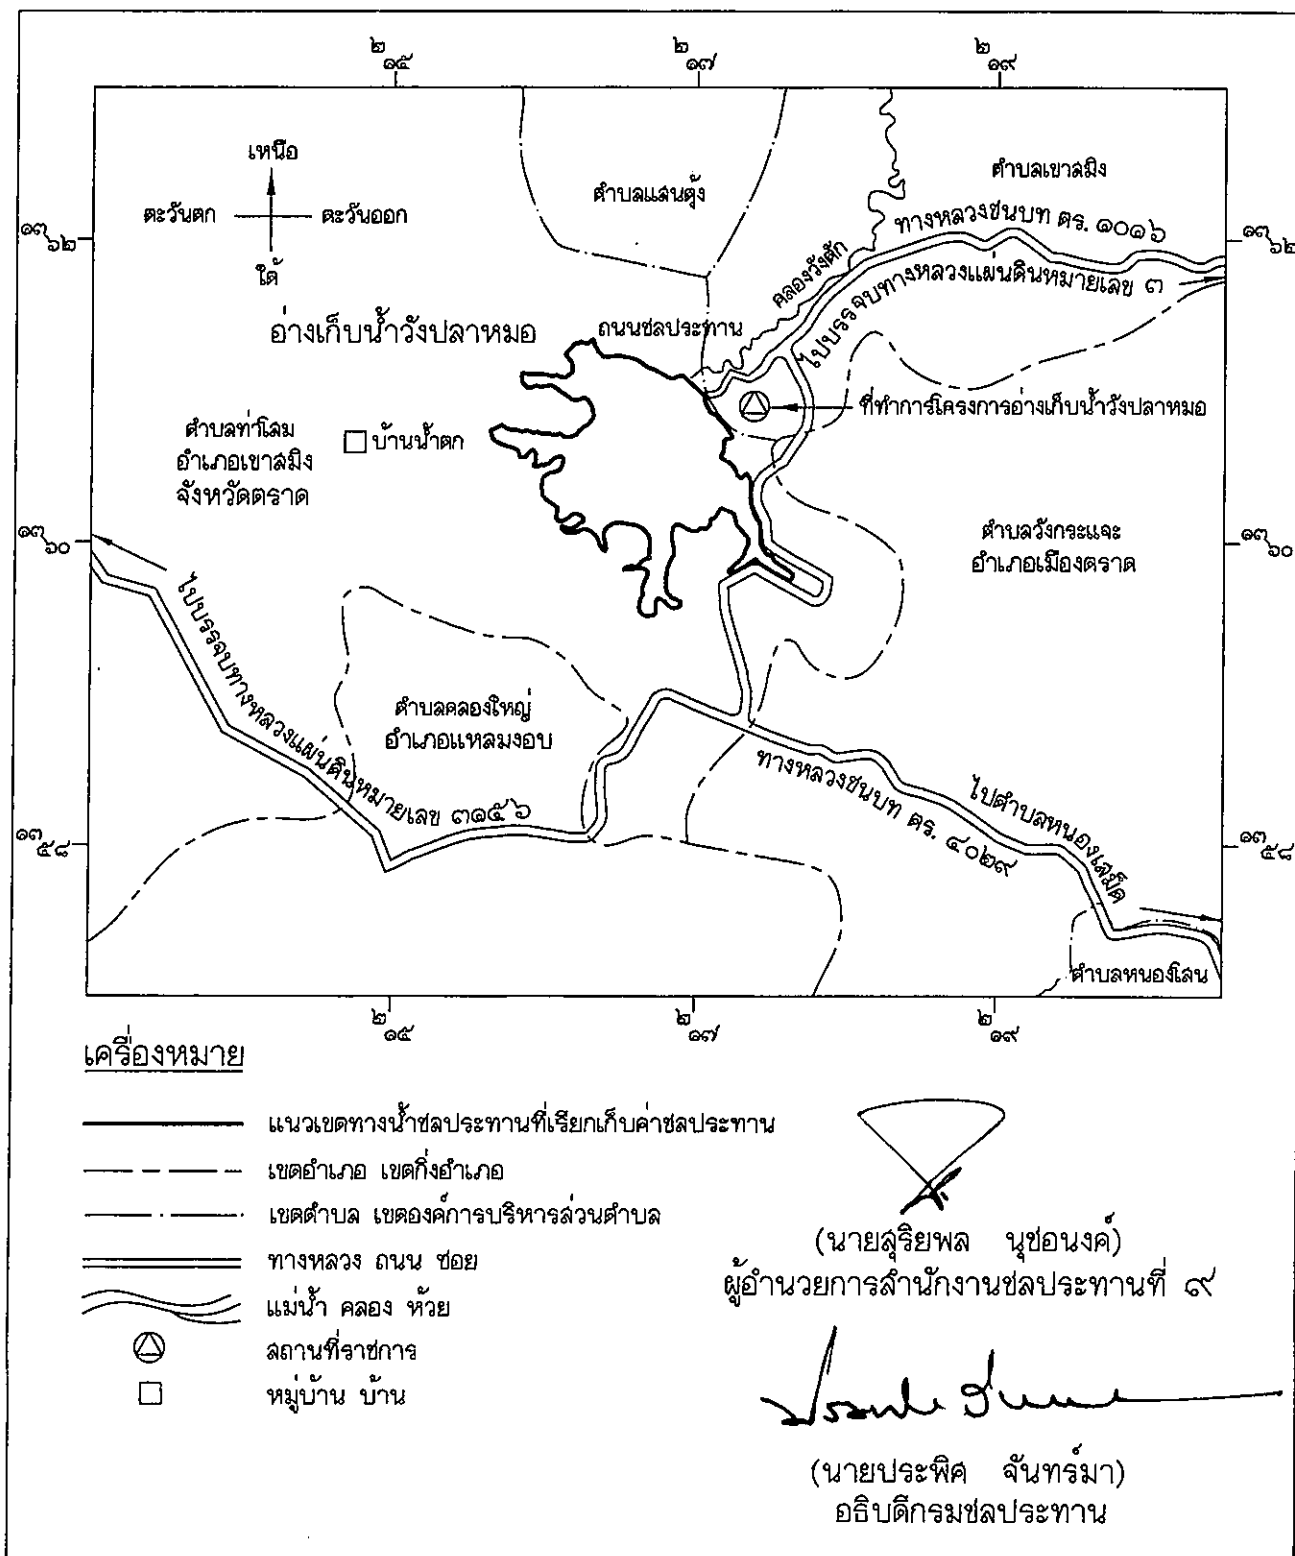 ๒๑๕
๒๑๗
๒๑๙
เหนือ
ตะวันตก
ตะวันออก
ใต้
ตำบลแสนตุ้ง
ตำบลเขาสมิง
ทางหลวงชนบท ตร. ๑๐๑๖
๑๓๖๒
๑๓๖๒
คลองวังตัก
ไปบรรจบทางหลวงแผ่นดินหมายเลข ๓
อ่างเก็บน้ำวังปลาหมอ
ถนนชลประทาน
ที่ทำการโครงการอ่างเก็บน้ำวังปลาหมอ
ตำบลท่าโสม
อำเภอเขาสมิง
จังหวัดตราด
บ้านน้ำตก
ตำบลวังกระแจะ
อำเภอเมืองตราด
๑๓๖๐
๑๓๖๐
ไปบรรจบทางหลวงแผ่นดินหมายเลข ๓๑๕๖
ตำบลคลองใหญ่
อำเภอแหลมงอบ
ทางหลวงชนบท ตร. ๔๐๒๙
ไปตำบลหนองเสม็ด
๑๓๕๘
๑๓๕๘
ตำบลหนองโสน
๒๑๕
๒๑๗
๒๑๙
เครื่องหมาย
แนวเขตทางน้ำชลประทานที่เรียกเก็บค่าชลประทาน
เขตอำเภอ เขตกิ่งอำเภอ
เขตตำบล เขตองค์การบริหารส่วนตำบล
ทางหลวง ถนน ซอย
แม่น้ำ คลอง ห้วย
สถานที่ราชการ
หมู่บ้าน บ้าน
(นายสุริยพล นุชอนงค์)
ผู้อำนวยการสำนักงานชลประทานที่ ๙
(นายประพิศ จันทร์มา)
อธิบดีกรมชลประทาน